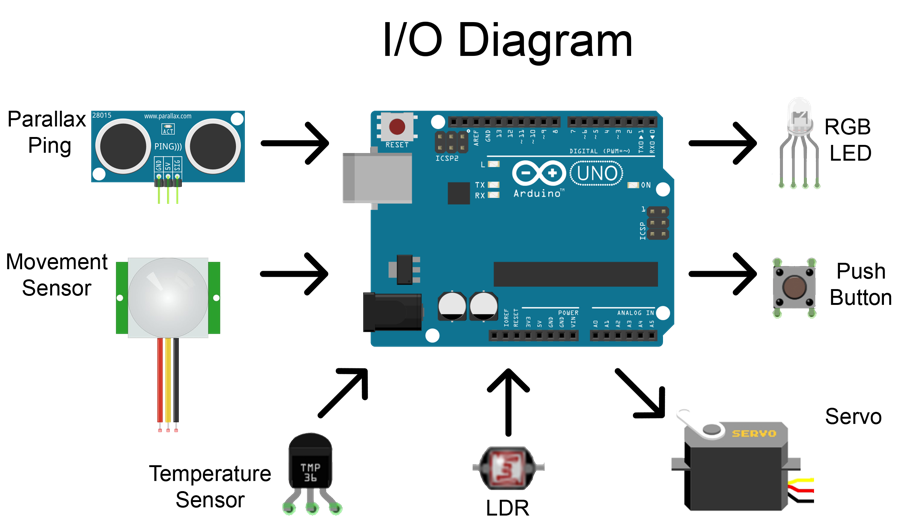 I/O Diagram
Parallax
Ping
28015
www.parallax.com
ACT
PING)))
GND
5V
SIG
RESET
ICSP2
AREF
GND
13
12
~11
~10
~9
8
7
~6
~5
4
~3
2
TXD▶1
RXD◀0
DIGITAL (PWM=~)
L
TX
RX
Arduino™
UNO
ON
1
ICSP
IOREF
RESET
3V3
5V
GND
GND
VIN
POWER
ANALOG IN
A0
A1
A2
A3
A4
A5
RGB
LED
Movement
Sensor
Push
Button
Temperature
Sensor
TMP
36
LDR
SERVO
Servo